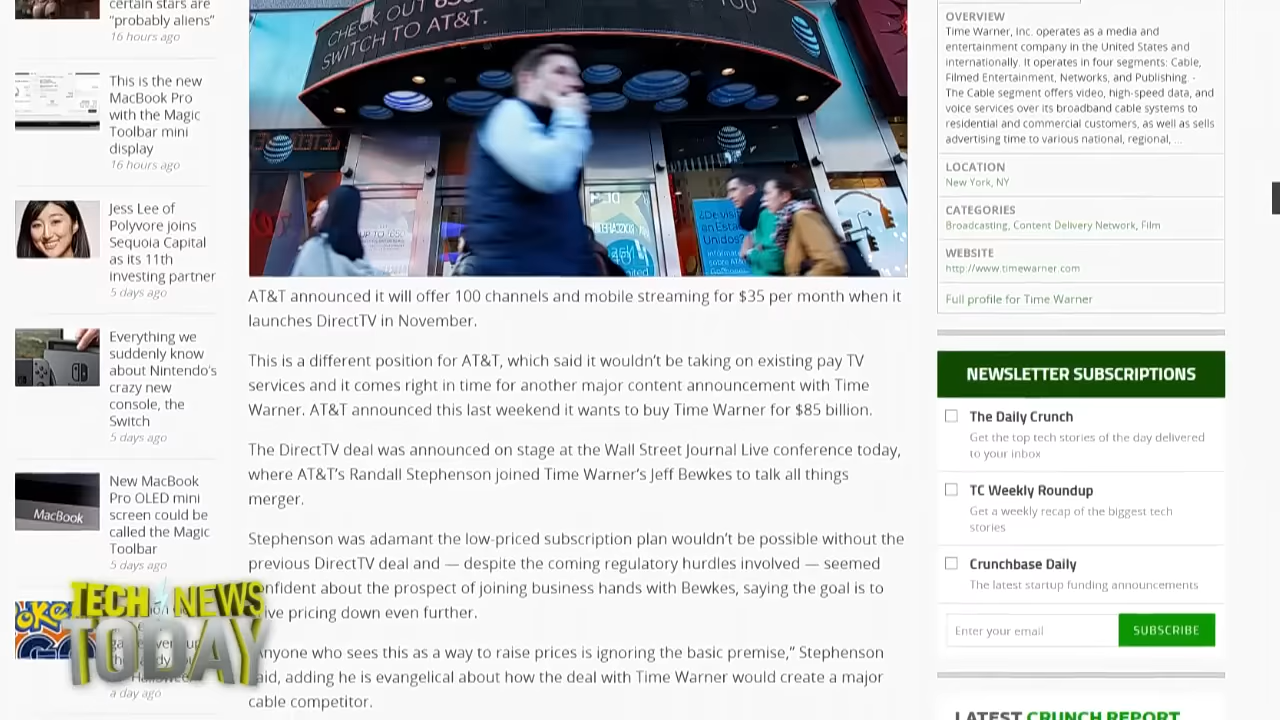 certain stars are
"probably aliens"
16 hours ago
This is the new
MacBook Pro
with the Magic
Toolbar mini
display
16 hours ago
Jess Lee of
Polyvore joins
Sequoia Capital
as its 11th
investing partner
5 days ago
Everything we
suddenly know
about Nintendo's
crazy new
console, the
Switch
5 days ago
MacBook
New MacBook
Pro OLED mini
screen could be
called the Magic
Toolbar
5 days ago
a day ago
TECH NEWS
TODAY
CHECK OUT
SWITCH TO AT&T.
AT&T announced it will offer 100 channels and mobile streaming for $35 per month when it
launches DirectTV in November.
This is a different position for AT&T, which said it wouldn't be taking on existing pay TV
services and it comes right in time for another major content announcement with Time
Warner. AT&T announced this last weekend it wants to buy Time Warner for $85 billion.
The DirectTV deal was announced on stage at the Wall Street Journal Live conference today,
where AT&T's Randall Stephenson joined Time Warner's Jeff Bewkes to talk all things
merger.
Stephenson was adamant the low-priced subscription plan wouldn't be possible without the
previous DirectTV deal and — despite the coming regulatory hurdles involved — seemed
confident about the prospect of joining business hands with Bewkes, saying the goal is to
drive pricing down even further.
"Anyone who sees this as a way to raise prices is ignoring the basic premise," Stephenson
said, adding he is evangelical about how the deal with Time Warner would create a major
cable competitor.
OVERVIEW
Time Warner, Inc. operates as a media and
entertainment company in the United States and
internationally. It operates in four segments: Cable,
Filmed Entertainment, Networks, and Publishing. -
The Cable segment offers video, high-speed data, and
voice services over its broadband cable systems to
residential and commercial customers, as well as sells
advertising time to various national, regional, ...
LOCATION
New York, NY
CATEGORIES
Broadcasting, Content Delivery Network, Film
WEBSITE
http://www.timewarner.com
Full profile for Time Warner
NEWSLETTER SUBSCRIPTIONS
The Daily Crunch
Get the top tech stories of the day delivered
to your inbox
TC Weekly Roundup
Get a weekly recap of the biggest tech
stories
Crunchbase Daily
The latest startup funding announcements
Enter your email
SUBSCRIBE
LATEST CRUNCH REPORT